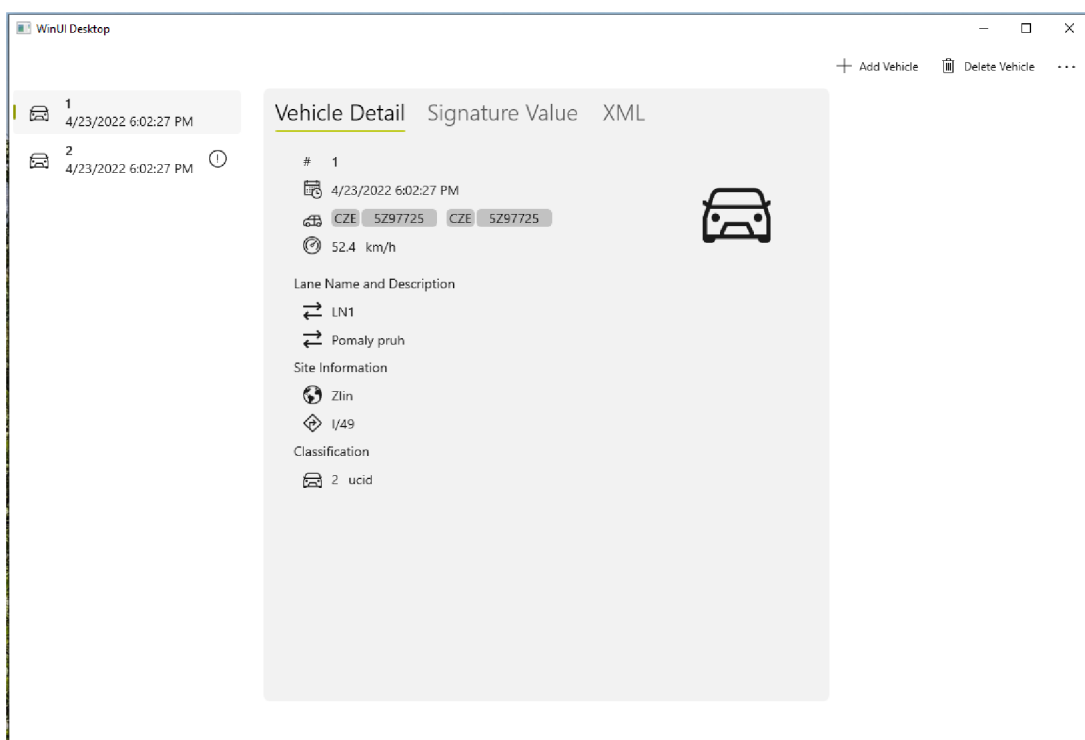 WinUI Desktop
Add Vehicle Delete Vehicle ...
1
4/23/2022 6:02:27 PM
2
4/23/2022 6:02:27 PM
Vehicle Detail Signature Value XML
# 1
4/23/2022 6:02:27 PM
CZE 5Z97725 CZE 5Z97725
52.4 km/h
Lane Name and Description
LN1
Pomaly pruh
Site Information
Zlin
I/49
Classification
2 ucid